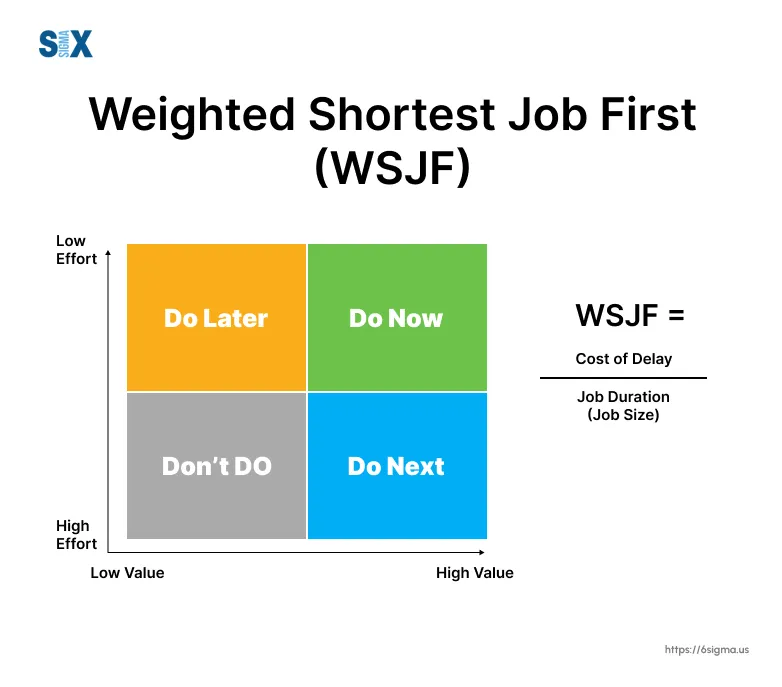 SIX
SIGMA
Weighted Shortest Job First
(WSJF)
Low
Effort
Do Later
Do Now
WSJF =
Cost of Delay
Job Duration
(Job Size)
Don’t DO
Do Next
High
Effort
Low Value
High Value
https://6sigma.us